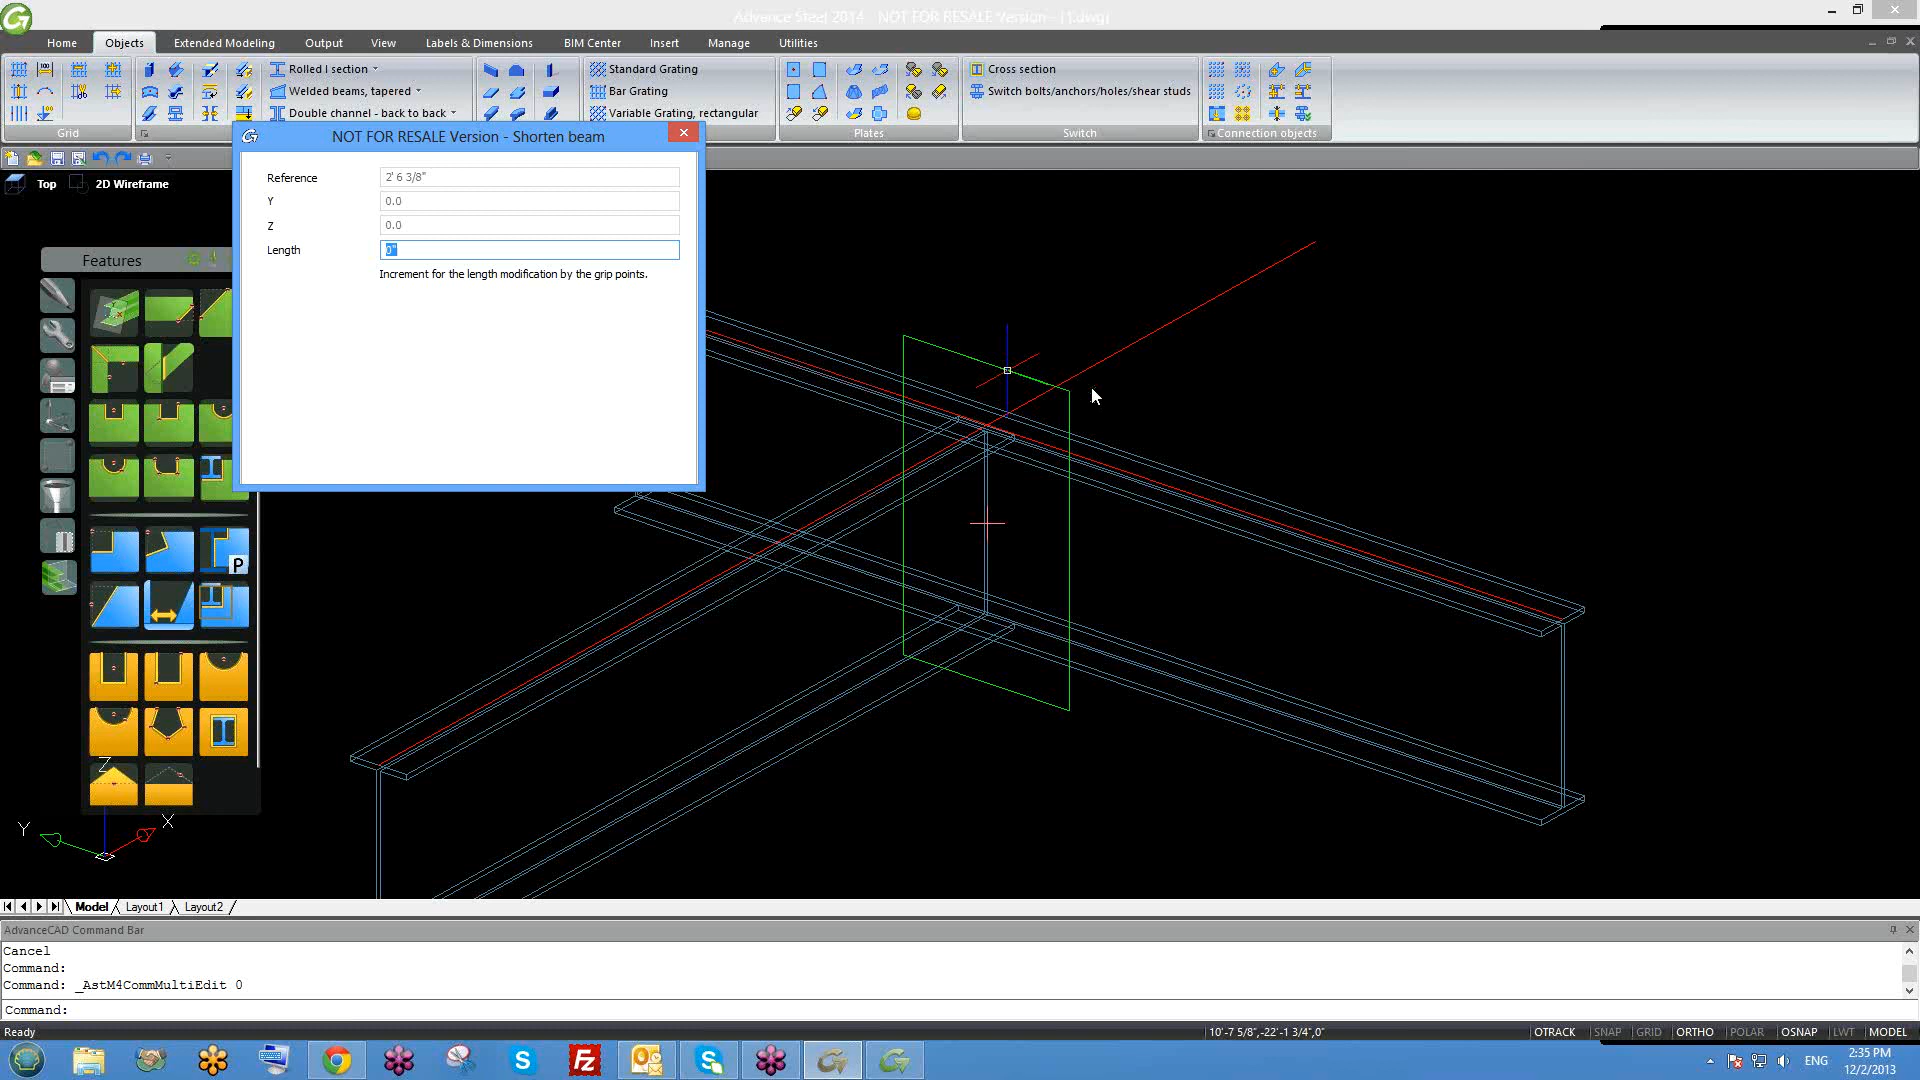 Advance Steel 2014 - NOT FOR RESALE Version - [1.dwg]
Home Objects Extended Modeling Output View Labels & Dimensions BIM Center Insert Manage Utilities
Rolled I section
Standard Grating
Cross section
Welded beams, tapered
Bar Grating
Switch bolts/anchors/holes/shear studs
Double channel - back to back
Variable Grating, rectangular
Grid
Plates
Switch
Connection objects
NOT FOR RESALE Version - Shorten beam
Reference 2' 6 3/8"
Y 0.0
Z 0.0
Length 0"
Increment for the length modification by the grip points.
Top 2D Wireframe
Features
P
Z
Y
X
Model Layout1 Layout2
AdvanceCAD Command Bar
Cancel
Command:
Command: _AstM4CommMultiEdit 0
Command:
Ready
10'-7 5/8",-22'-1 3/4",0"
OTRACK SNAP GRID ORTHO POLAR OSNAP LWT MODEL
ENG
2:35 PM
12/2/2013